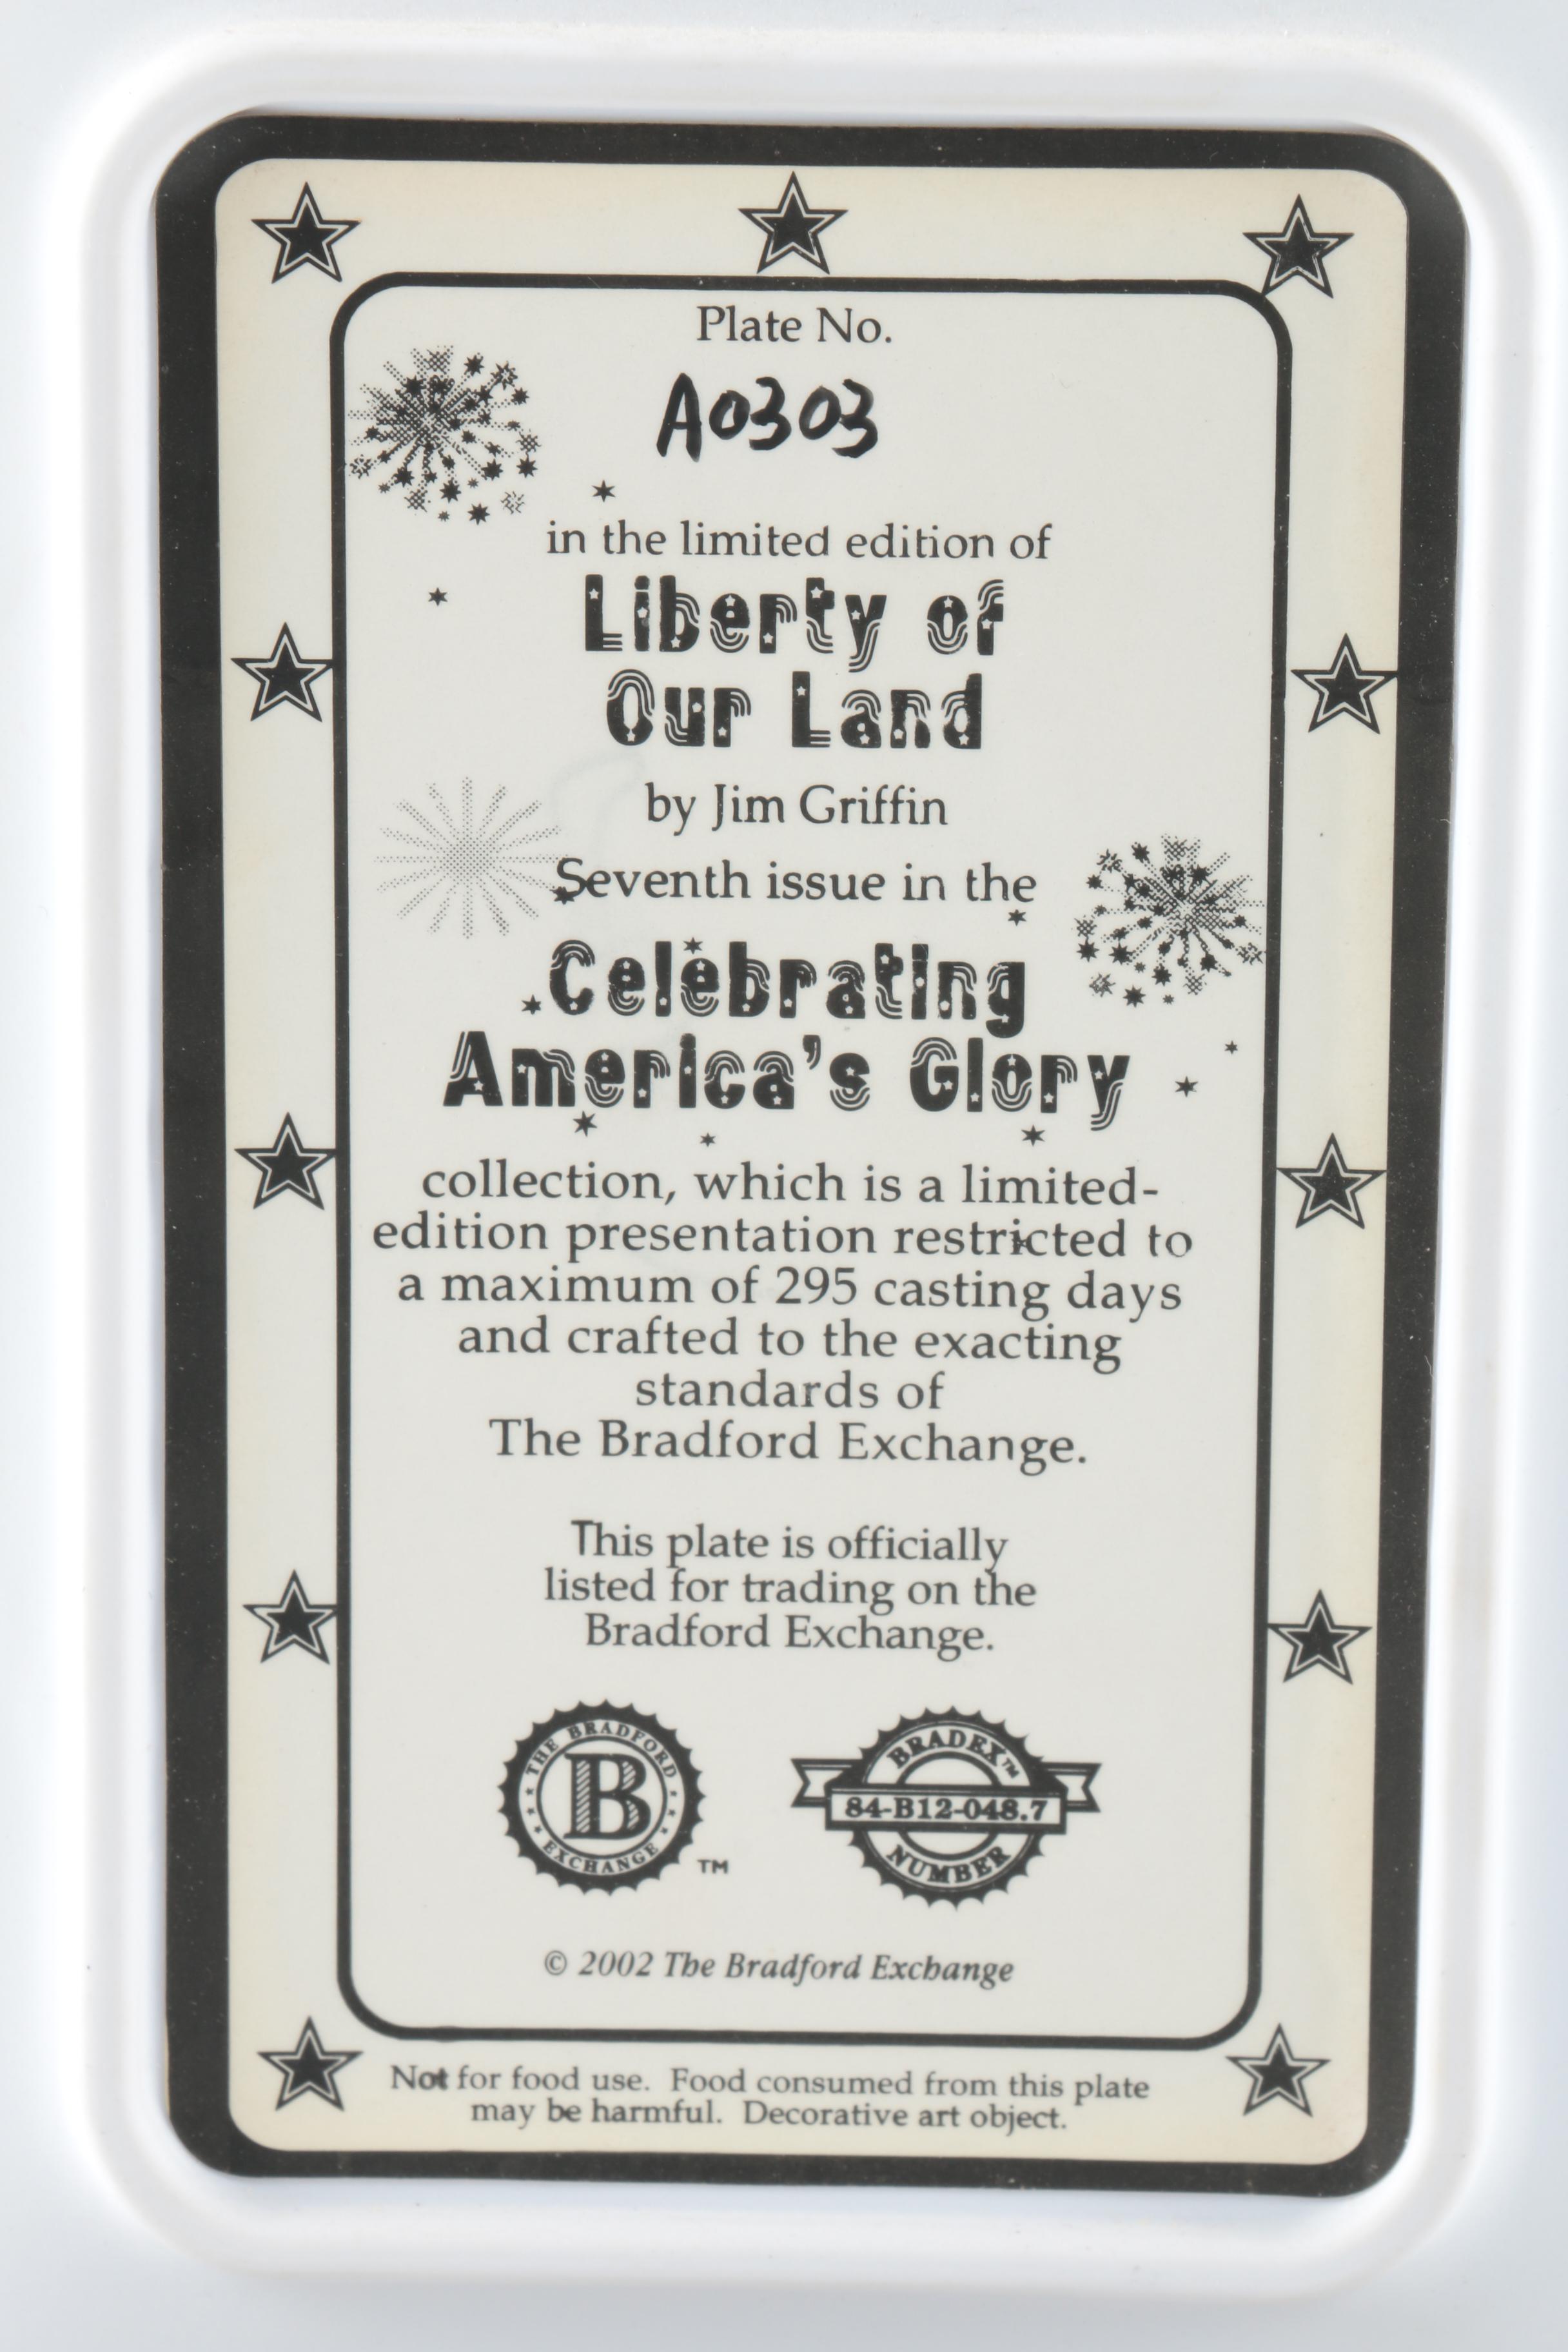 Plate No.
A0303
in the limited edition of
Liberty of
Our Land
by Jim Griffin
Seventh issue in the
Celebrating
America's Glory
collection, which is a limited-
edition presentation restricted to
a maximum of 295 casting days
and crafted to the exacting
standards of
The Bradford Exchange.
This plate is officially
listed for trading on the
Bradford Exchange.
THE BRADFORD
B
EXCHANGE
TM
BRADEX™
84-B12-048.7
NUMBER
© 2002 The Bradford Exchange
Not for food use. Food consumed from this plate
may be harmful. Decorative art object.